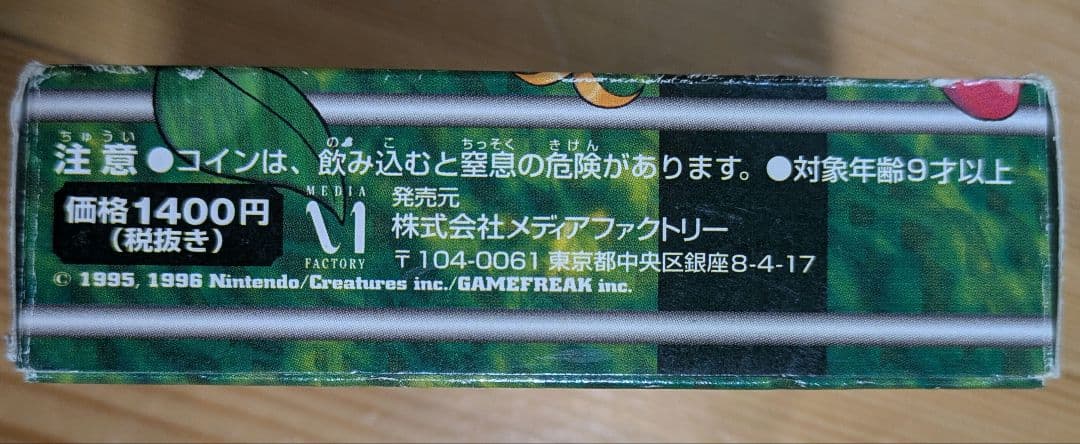 ちゅうい のみ こ ちっそく きけん
注意 ●コインは、飲み込むと窒息の危険があります。 ●対象年齢9才以上
価格1400円
(税抜き)
MEDIA
FACTORY
発売元
株式会社メディアファクトリー
〒104-0061 東京都中央区銀座8-4-17
© 1995, 1996 Nintendo/Creatures inc./GAMEFREAK inc.